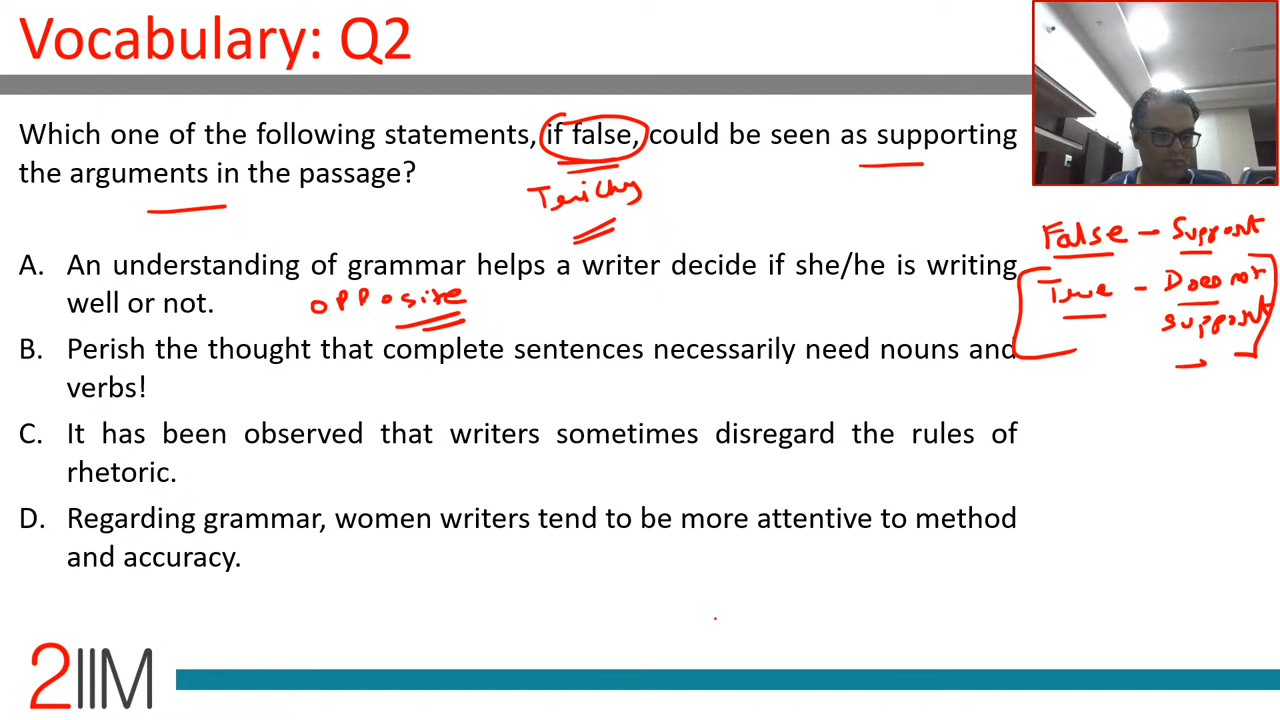 Vocabulary: Q2
Which one of the following statements, if false, could be seen as supporting
the arguments in the passage?
False - Support
True - Does not
Support
A. An understanding of grammar helps a writer decide if she/he is writing
well or not.
opposite
B. Perish the thought that complete sentences necessarily need nouns and
verbs!
C. It has been observed that writers sometimes disregard the rules of
rhetoric.
D. Regarding grammar, women writers tend to be more attentive to method
and accuracy.
2IIM